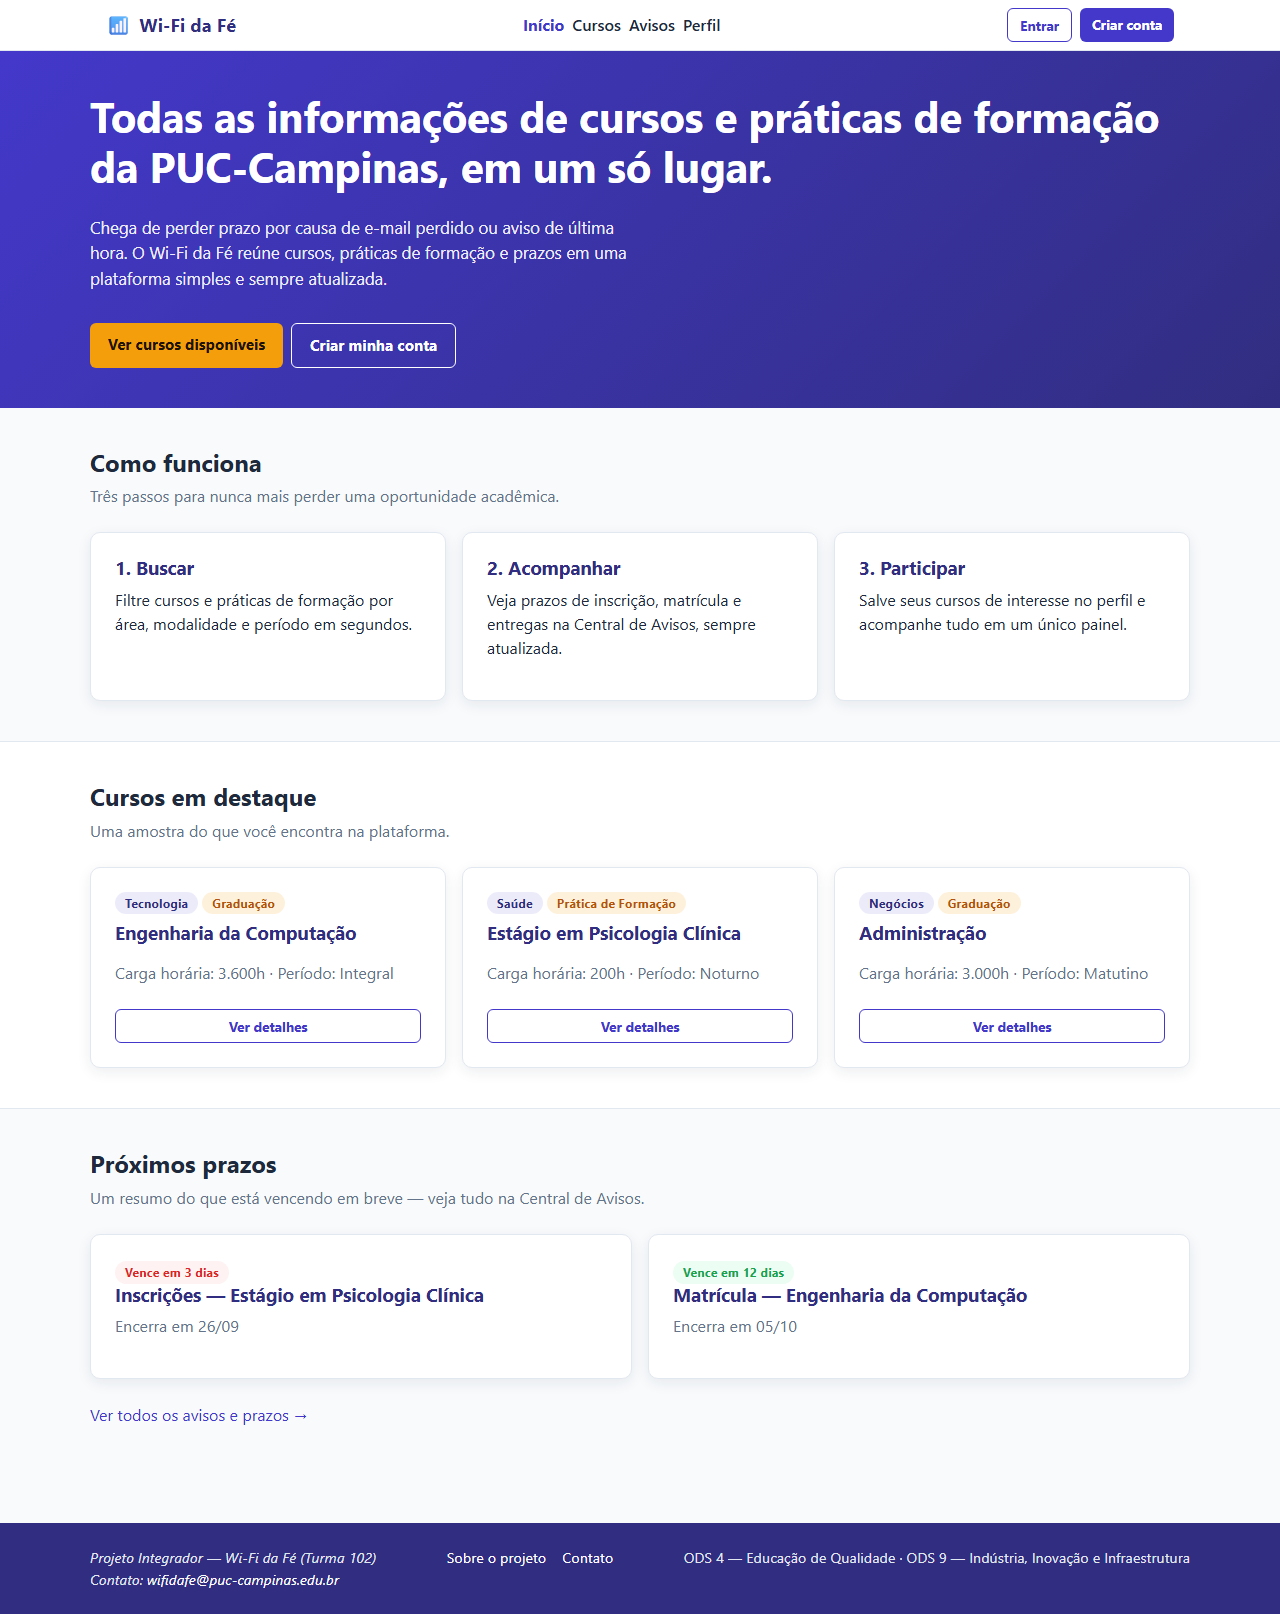 Wi-Fi da Fé
Início Cursos Avisos Perfil
Entrar
Criar conta
Todas as informações de cursos e práticas de formação
da PUC-Campinas, em um só lugar.
Chega de perder prazo por causa de e-mail perdido ou aviso de última
hora. O Wi-Fi da Fé reúne cursos, práticas de formação e prazos em uma
plataforma simples e sempre atualizada.
Ver cursos disponíveis
Criar minha conta
Como funciona
Três passos para nunca mais perder uma oportunidade acadêmica.
1. Buscar
Filtre cursos e práticas de formação por
área, modalidade e período em segundos.
2. Acompanhar
Veja prazos de inscrição, matrícula e
entregas na Central de Avisos, sempre
atualizada.
3. Participar
Salve seus cursos de interesse no perfil e
acompanhe tudo em um único painel.
Cursos em destaque
Uma amostra do que você encontra na plataforma.
Tecnologia Graduação
Engenharia da Computação
Carga horária: 3.600h · Período: Integral
Ver detalhes
Saúde Prática de Formação
Estágio em Psicologia Clínica
Carga horária: 200h · Período: Noturno
Ver detalhes
Negócios Graduação
Administração
Carga horária: 3.000h · Período: Matutino
Ver detalhes
Próximos prazos
Um resumo do que está vencendo em breve — veja tudo na Central de Avisos.
Vence em 3 dias
Inscrições — Estágio em Psicologia Clínica
Encerra em 26/09
Vence em 12 dias
Matrícula — Engenharia da Computação
Encerra em 05/10
Ver todos os avisos e prazos →
Projeto Integrador — Wi-Fi da Fé (Turma 102)
Contato: wifidafe@puc-campinas.edu.br
Sobre o projeto Contato
ODS 4 — Educação de Qualidade · ODS 9 — Indústria, Inovação e Infraestrutura